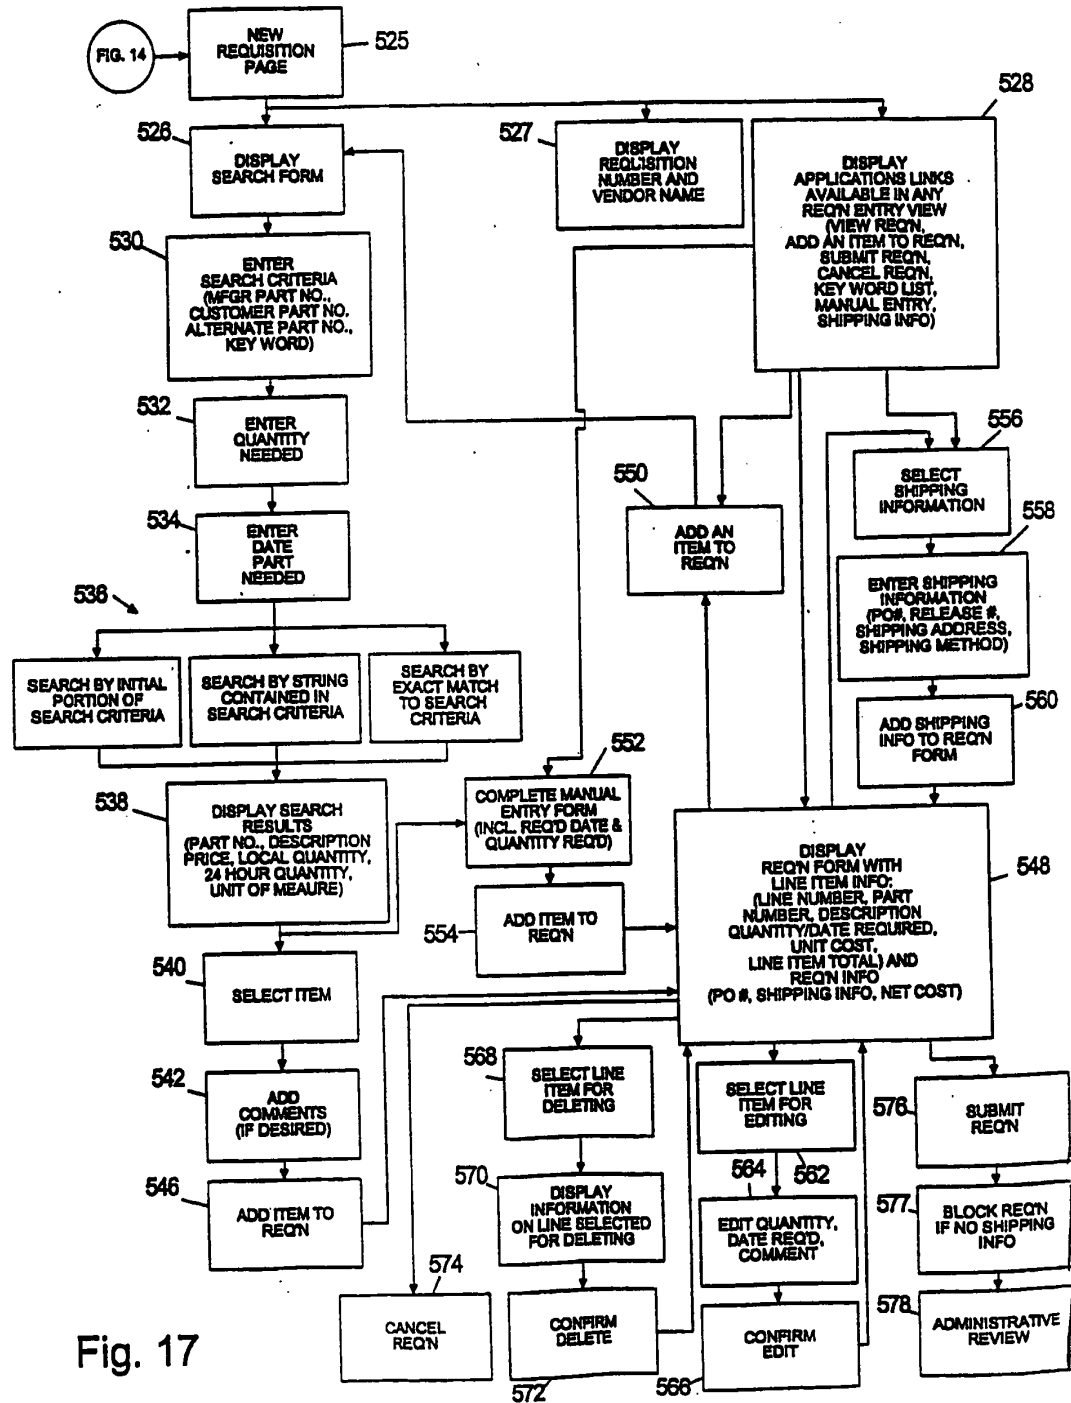 FIG. 14
NEW
REQUISITION
PAGE
525
526
DISPLAY
SEARCH FORM
527
DISPLAY
REQUISITION
NUMBER AND
VENDOR NAME
528
DISPLAY
APPLICATIONS LINKS
AVAILABLE IN ANY
REQ'N ENTRY VIEW
(VIEW REQ'N,
ADD AN ITEM TO REQ'N,
SUBMIT REQ'N,
CANCEL REQ'N,
KEY WORD LIST,
MANUAL ENTRY,
SHIPPING INFO)
530
ENTER
SEARCH CRITERIA
(MFGR PART NO.,
CUSTOMER PART NO.
ALTERNATE PART NO.,
KEY WORD)
532
ENTER
QUANTITY
NEEDED
534
ENTER
DATE
PART
NEEDED
536
SEARCH BY INITIAL
PORTION OF
SEARCH CRITERIA
SEARCH BY STRING
CONTAINED IN
SEARCH CRITERIA
SEARCH BY
EXACT MATCH
TO SEARCH
CRITERIA
538
DISPLAY SEARCH
RESULTS
(PART NO., DESCRIPTION
PRICE, LOCAL QUANTITY,
24 HOUR QUANTITY,
UNIT OF MEAURE)
540
SELECT ITEM
542
ADD
COMMENTS
(IF DESIRED)
546
ADD ITEM TO
REQ'N
550
ADD AN
ITEM TO
REQ'N
552
COMPLETE MANUAL
ENTRY FORM
(INCL. REQ'D DATE &
QUANTITY REQ'D)
554
ADD ITEM TO
REQ'N
556
SELECT
SHIPPING
INFORMATION
558
ENTER SHIPPING
INFORMATION
(PO#, RELEASE #,
SHIPPING ADDRESS,
SHIPPING METHOD)
560
ADD SHIPPING
INFO TO REQ'N
FORM
548
DISPLAY
REQ'N FORM WITH
LINE ITEM INFO:
(LINE NUMBER, PART
NUMBER, DESCRIPTION
QUANTITY/DATE REQUIRED,
UNIT COST,
LINE ITEM TOTAL) AND
REQ'N INFO
(PO #, SHIPPING INFO, NET COST)
568
SELECT LINE
ITEM FOR
DELETING
570
DISPLAY
INFORMATION
ON LINE SELECTED
FOR DELETING
572
CONFIRM
DELETE
574
CANCEL
REQ'N
SELECT LINE
ITEM FOR
EDITING
562
564
EDIT QUANTITY,
DATE REQ'D,
COMMENT
566
CONFIRM
EDIT
576
SUBMIT
REQ'N
577
BLOCK REQ'N
IF NO SHIPPING
INFO
578
ADMINISTRATIVE
REVIEW
Fig. 17